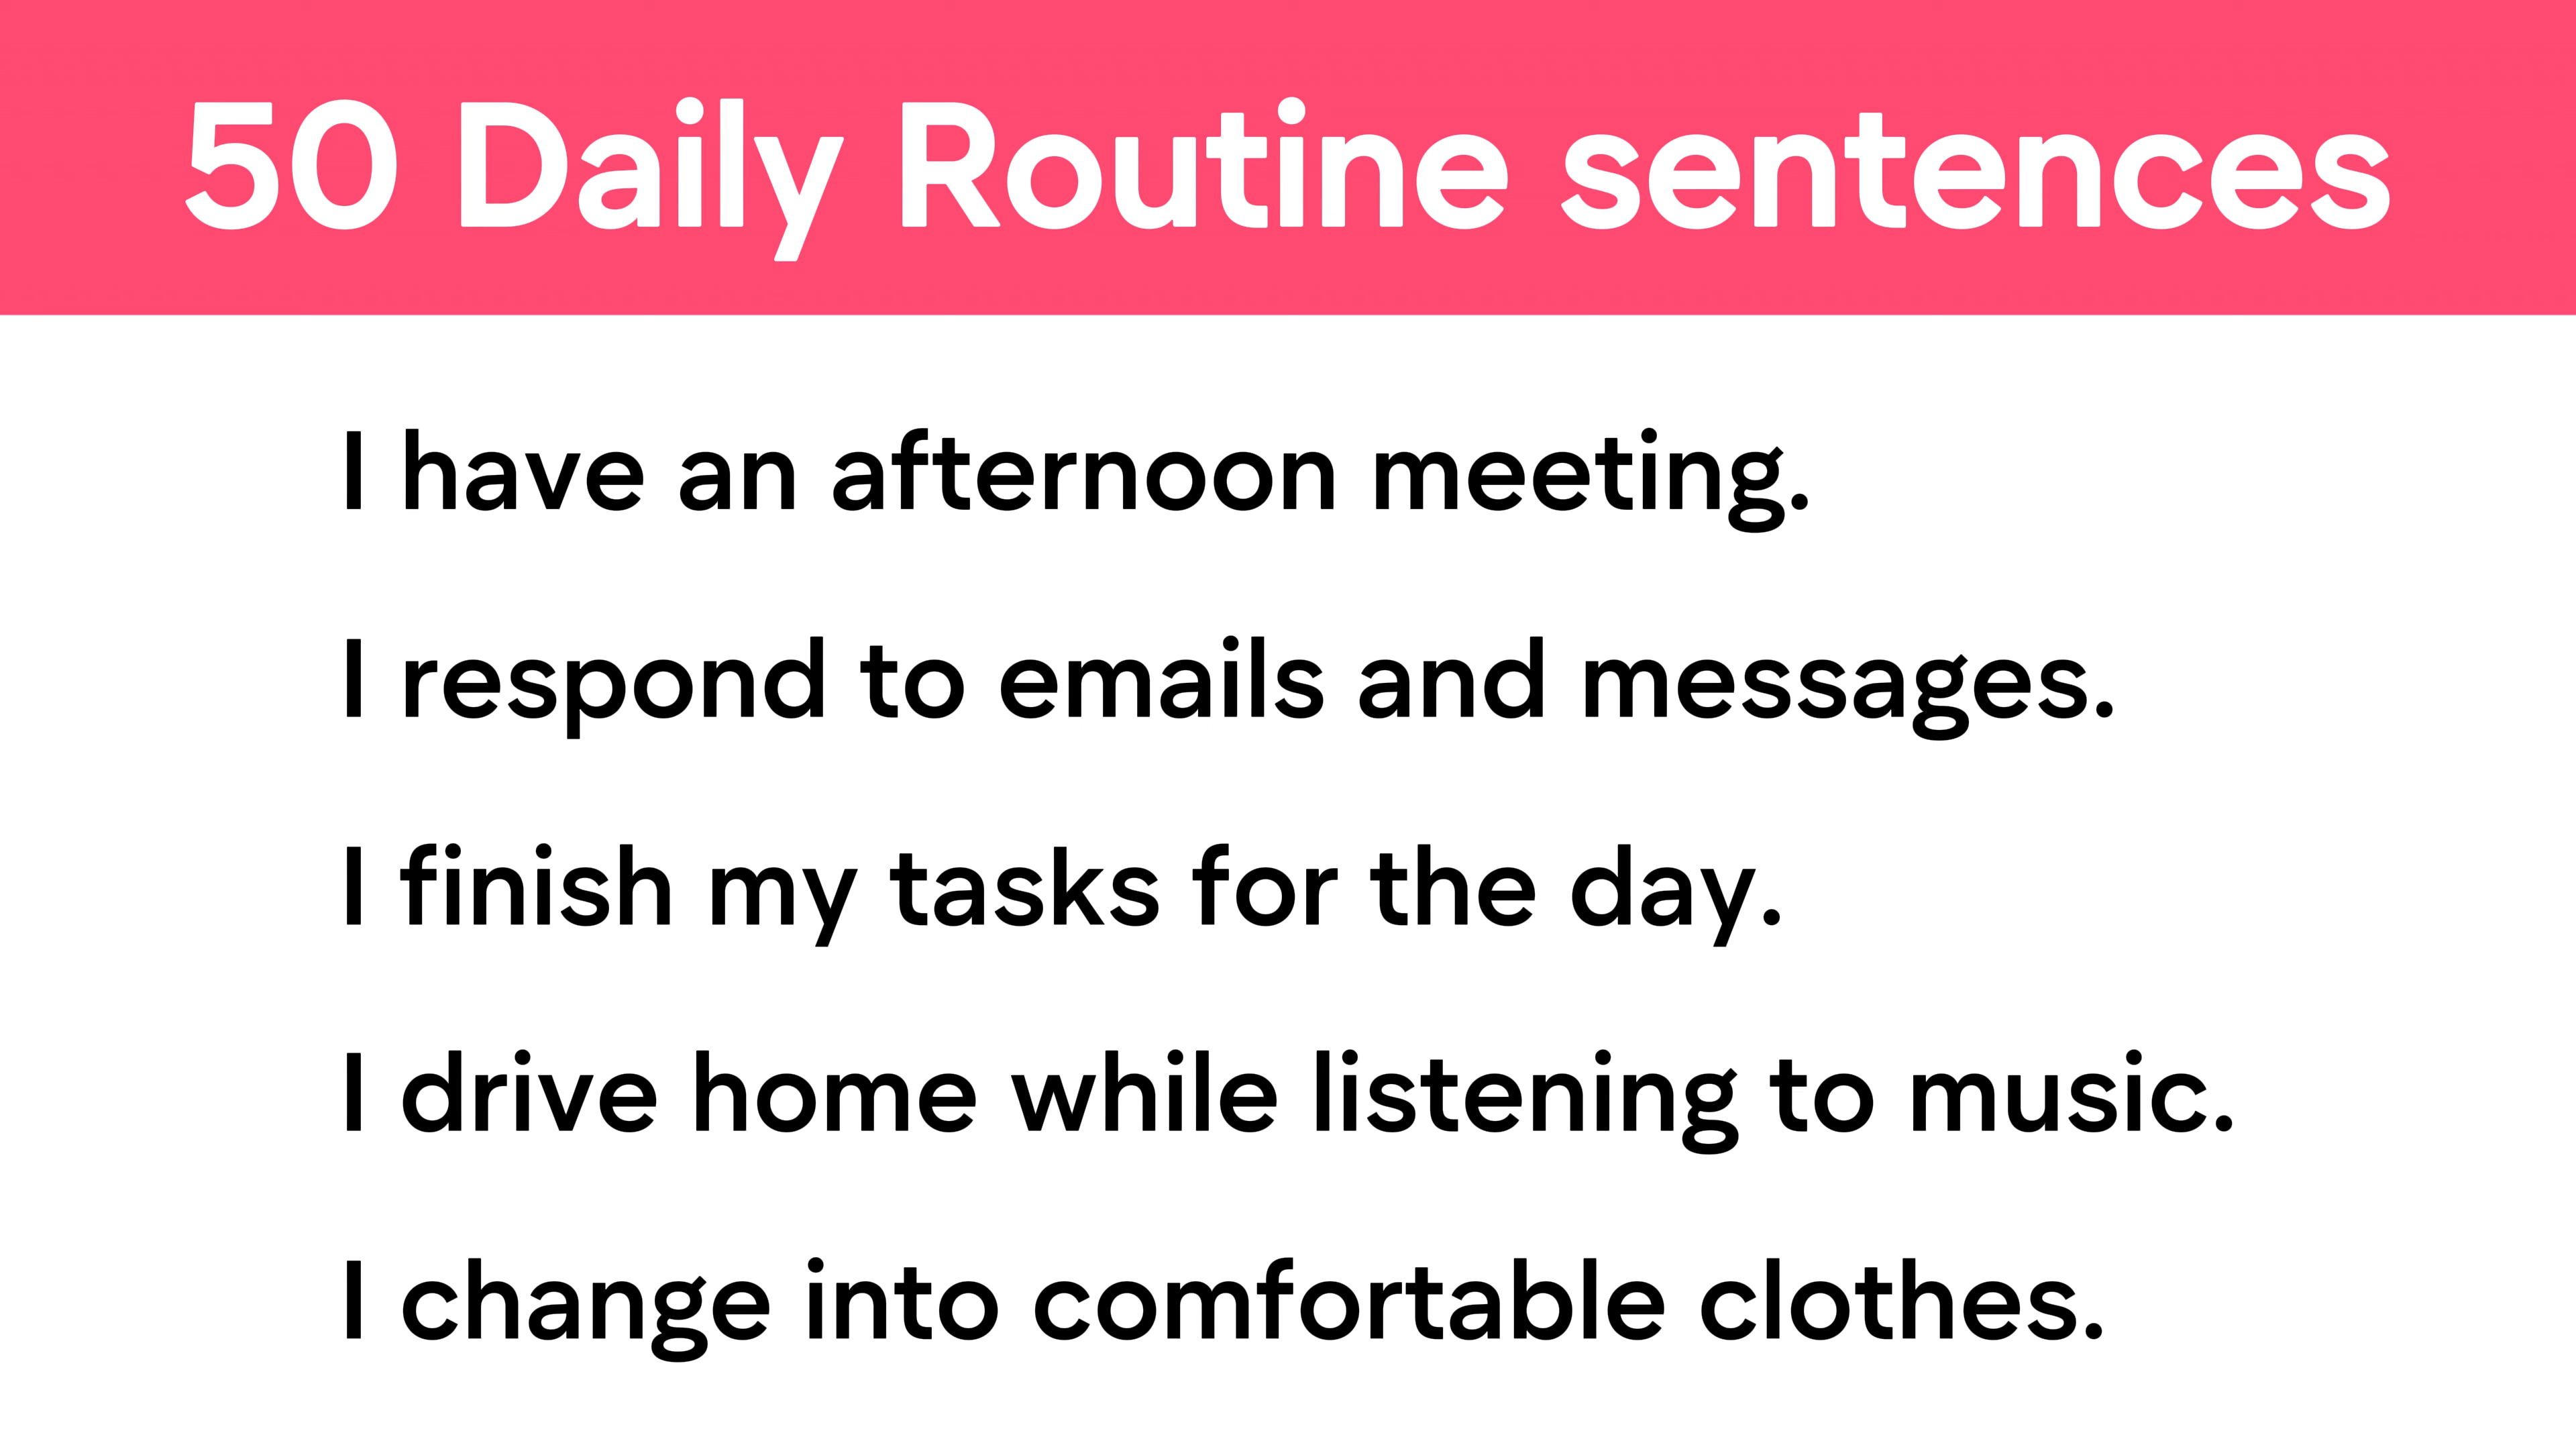 50 Daily Routine sentences
I have an afternoon meeting.
I respond to emails and messages.
I finish my tasks for the day.
I drive home while listening to music.
I change into comfortable clothes.